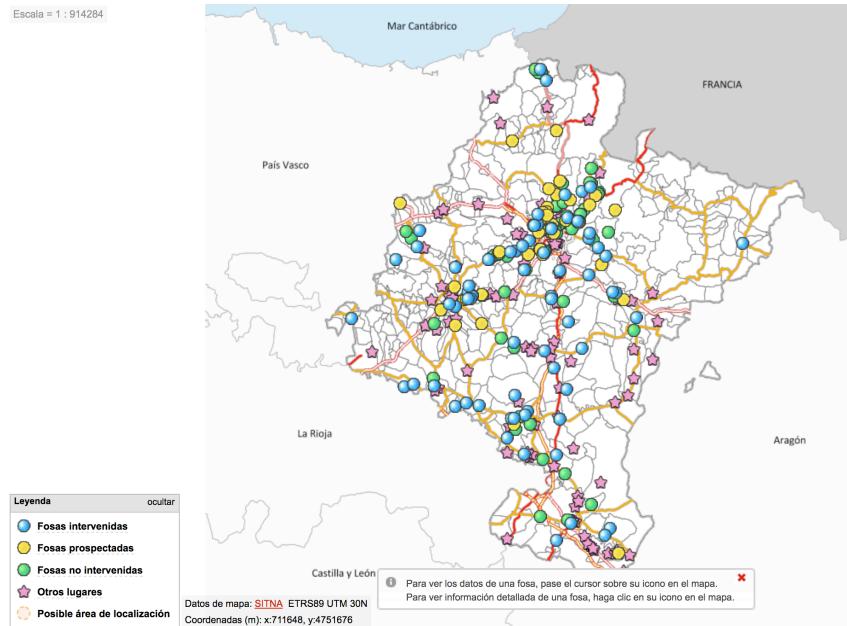 Escala = 1 : 914284
Mar Cantábrico
FRANCIA
País Vasco
La Rioja
Aragón
Castilla y León
Leyenda ocultar
Fosas intervenidas
Fosas prospectadas
Fosas no intervenidas
Otros lugares
Posible área de localización
Datos de mapa: SITNA ETRS89 UTM 30N
Coordenadas (m): x:711648, y:4751676
Para ver los datos de una fosa, pase el cursor sobre su icono en el mapa.
Para ver información detallada de una fosa, haga clic en su icono en el mapa.